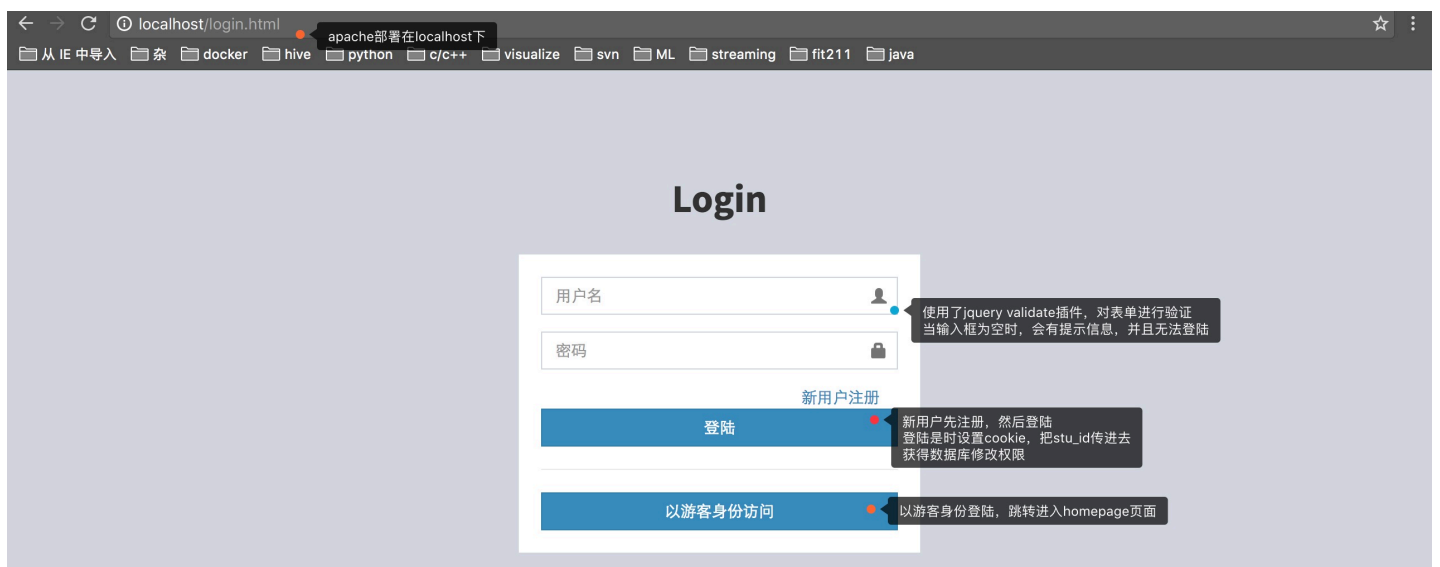 localhost/login.html
apache部署在localhost下
从 IE 中导入 杂 docker hive python c/c++ visualize svn ML streaming fit211 java
Login
用户名
使用了jquery validate插件，对表单进行验证
当输入框为空时，会有提示信息，并且无法登陆
密码
新用户注册
登陆
新用户先注册，然后登陆
登陆是时设置cookie，把stu_id传进去
获得数据库修改权限
以游客身份访问
以游客身份登陆，跳转进入homepage页面